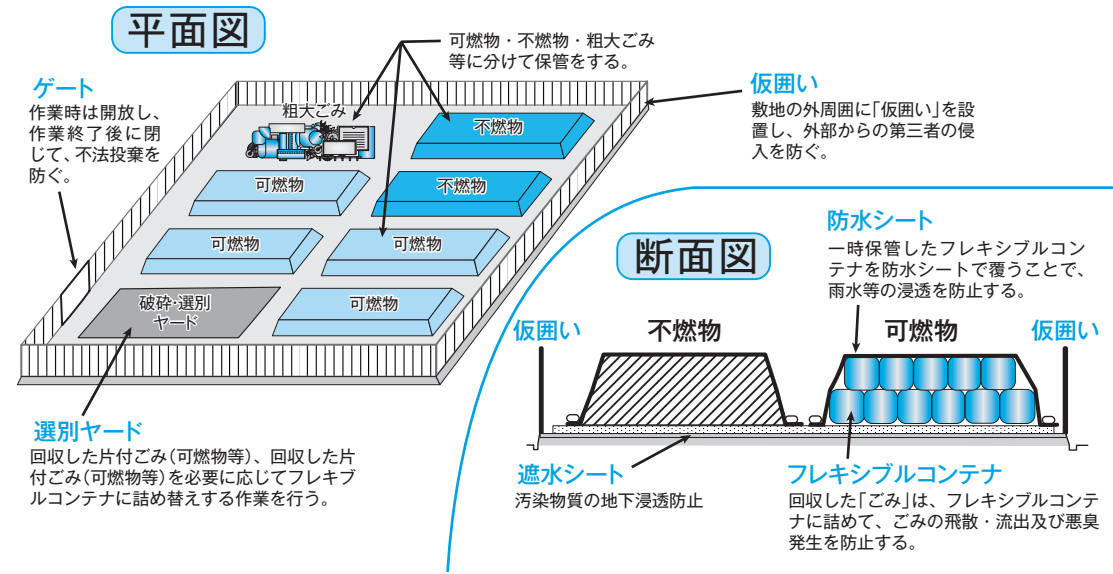 平面図
可燃物・不燃物・粗大ごみ
等に分けて保管をする。
ゲート
作業時は開放し、
作業終了後に閉
じて、不法投棄を
防ぐ。
仮囲い
敷地の外周囲に「仮囲い」を設
置し、外部からの第三者の侵
入を防ぐ。
粗大ごみ
不燃物
可燃物
不燃物
可燃物
可燃物
破砕・選別
ヤード
可燃物
選別ヤード
回収した片付ごみ(可燃物等)、回収した片
付ごみ(可燃物等)を必要に応じてフレキブ
ルコンテナに詰め替えする作業を行う。
断面図
防水シート
一時保管したフレキシブルコン
テナを防水シートで覆うことで、
雨水等の浸透を防止する。
仮囲い
不燃物
可燃物
仮囲い
遮水シート
汚染物質の地下浸透防止
フレキシブルコンテナ
回収した「ごみ」は、フレキシブルコンテ
ナに詰めて、ごみの飛散・流出及び悪臭
発生を防止する。